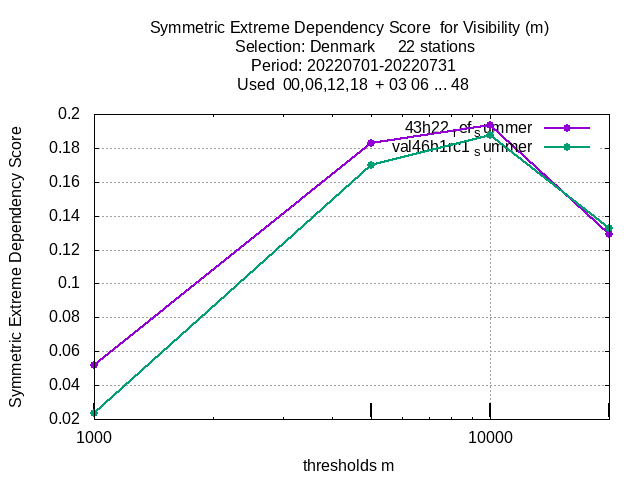 Symmetric Extreme Dependency Score  for Visibility (m)
Selection: Denmark     22 stations
Period: 20220701-20220731
Used  00,06,12,18  + 03 06 ... 48
Symmetric Extreme Dependency Score
0.2
0.18
0.16
0.14
0.12
0.1
0.08
0.06
0.04
0.02
43h22_ref_summer
val46h1rc1_summer
1000
10000
thresholds m